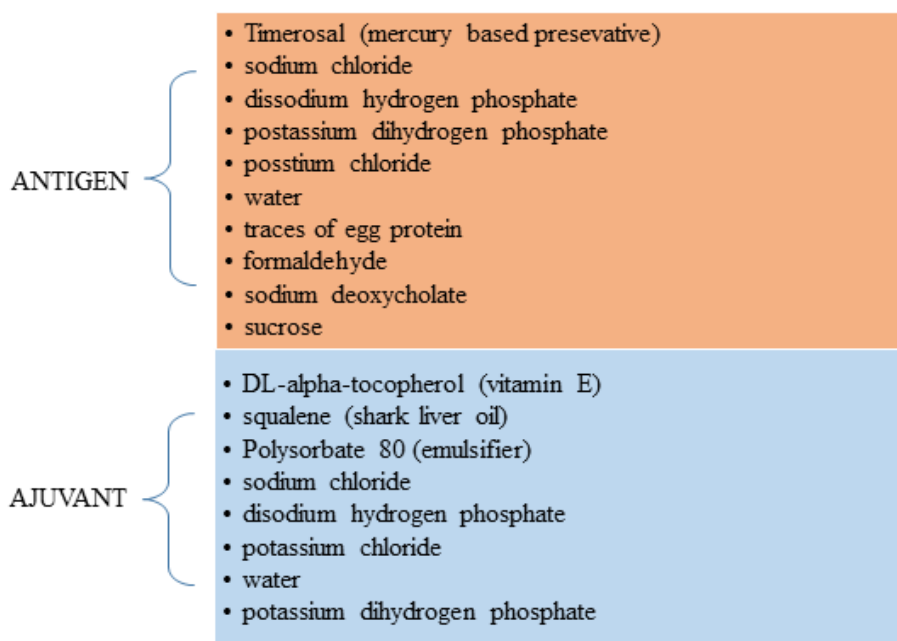 ANTIGEN
• Timerosal (mercury based presevative)
• sodium chloride
• dissodium hydrogen phosphate
• postassium dihydrogen phosphate
• posstium chloride
• water
• traces of egg protein
• formaldehyde
• sodium deoxycholate
• sucrose
AJUVANT
• DL-alpha-tocopherol (vitamin E)
• squalene (shark liver oil)
• Polysorbate 80 (emulsifier)
• sodium chloride
• disodium hydrogen phosphate
• potassium chloride
• water
• potassium dihydrogen phosphate